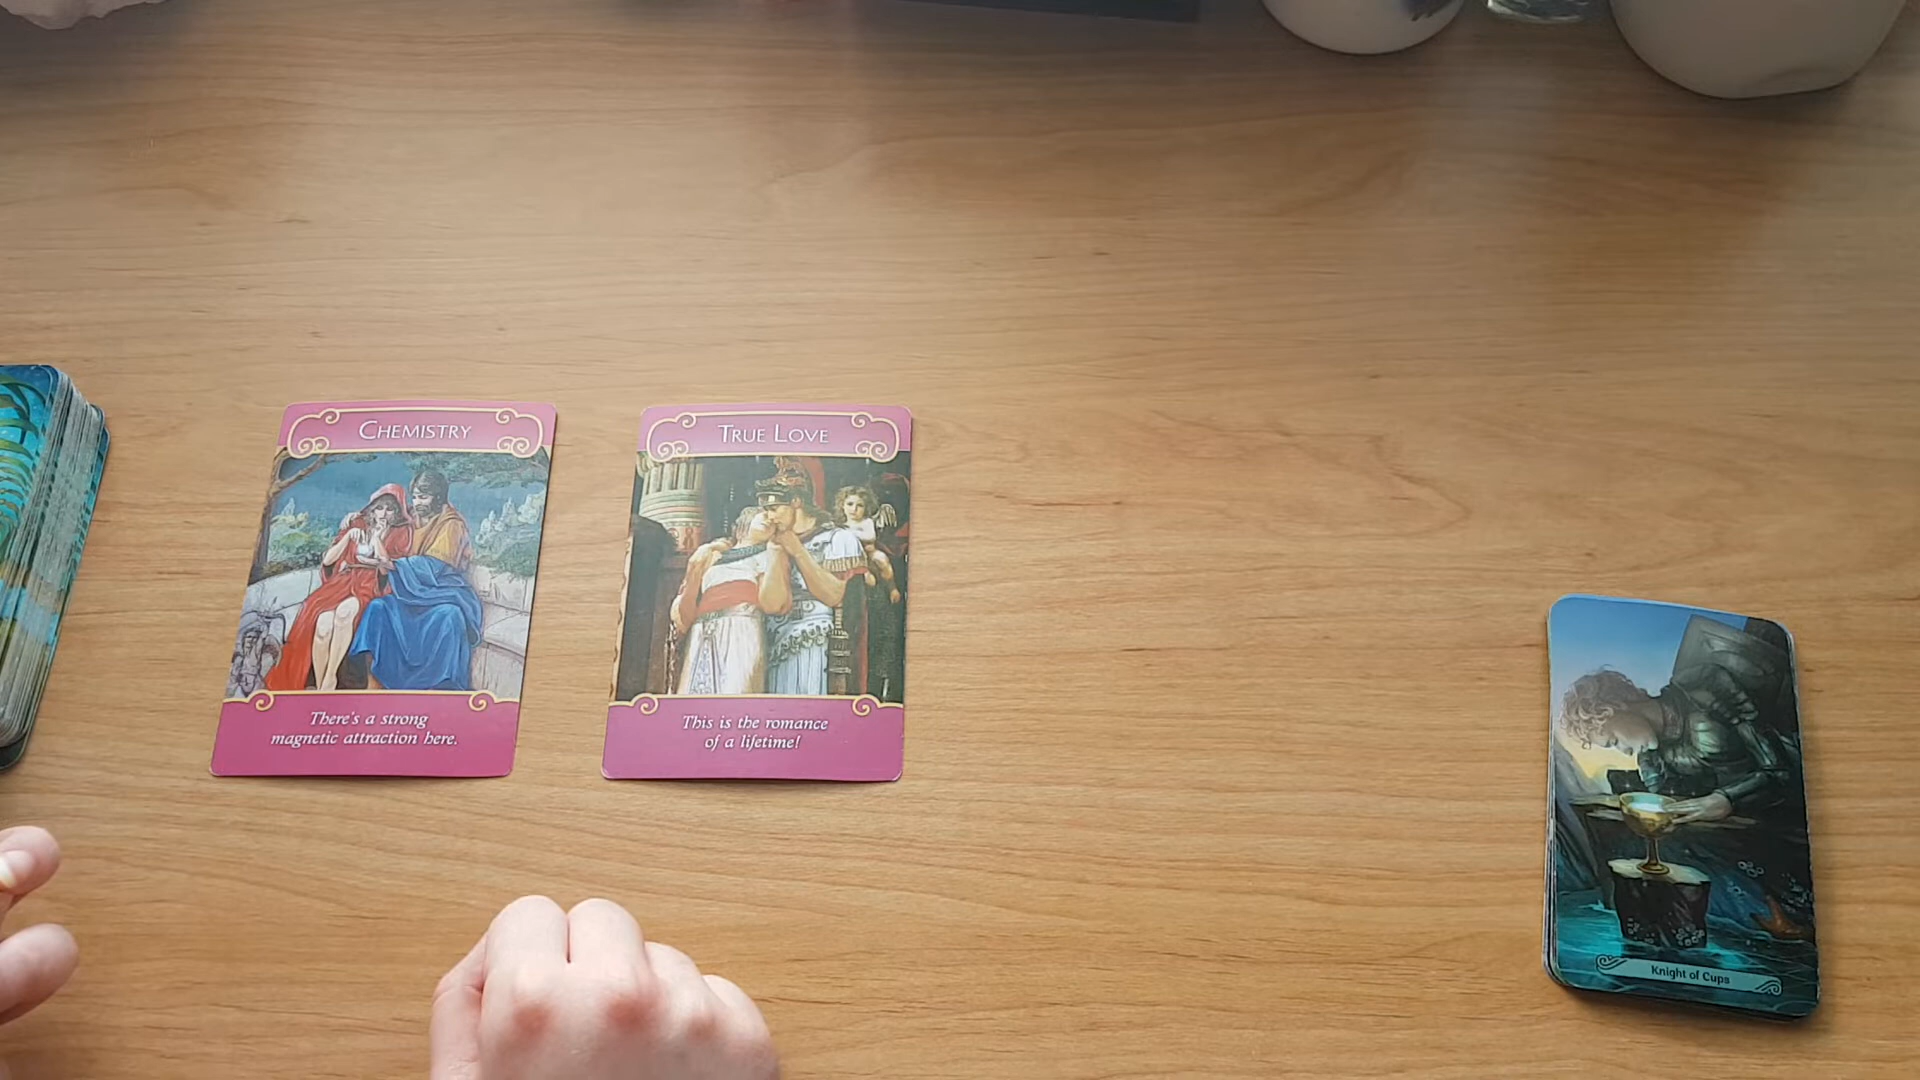 CHEMISTRY
There's a strong
magnetic attraction here.
TRUE LOVE
This is the romance
of a lifetime!
Knight of Cups